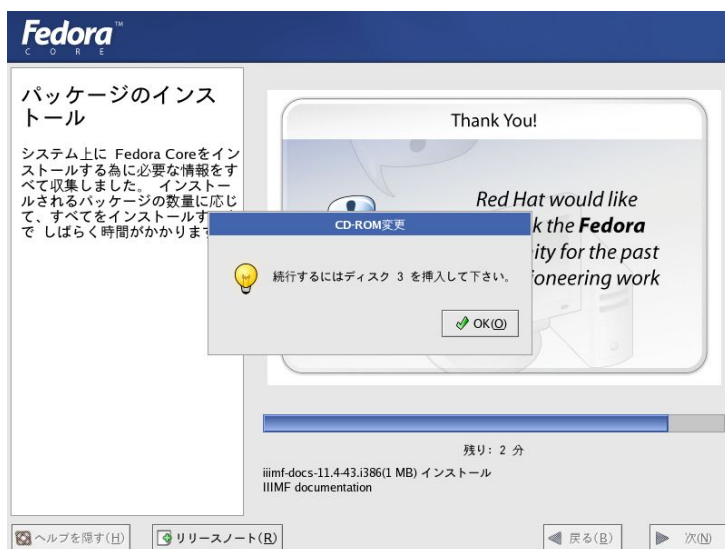 Fedora™
CORE
パッケージのインス
トール
システム上に Fedora Coreをイン
ストールする為に必要な情報をす
べて収集しました。 インストー
ルされるパッケージの数量に応じ
て、すべてをインストールす
で しばらく時間がかかりま
Thank You!
Red Hat would like
k the Fedora
ity for the past
ioneering work
CD-ROM変更
続行するにはディスク 3 を挿入して下さい。
OK(O)
残り: 2 分
iiimf-docs-11.4-43.i386(1 MB) インストール
IIIMF documentation
ヘルプを隠す(H)
リリースノート(R)
戻る(B)
次(N)